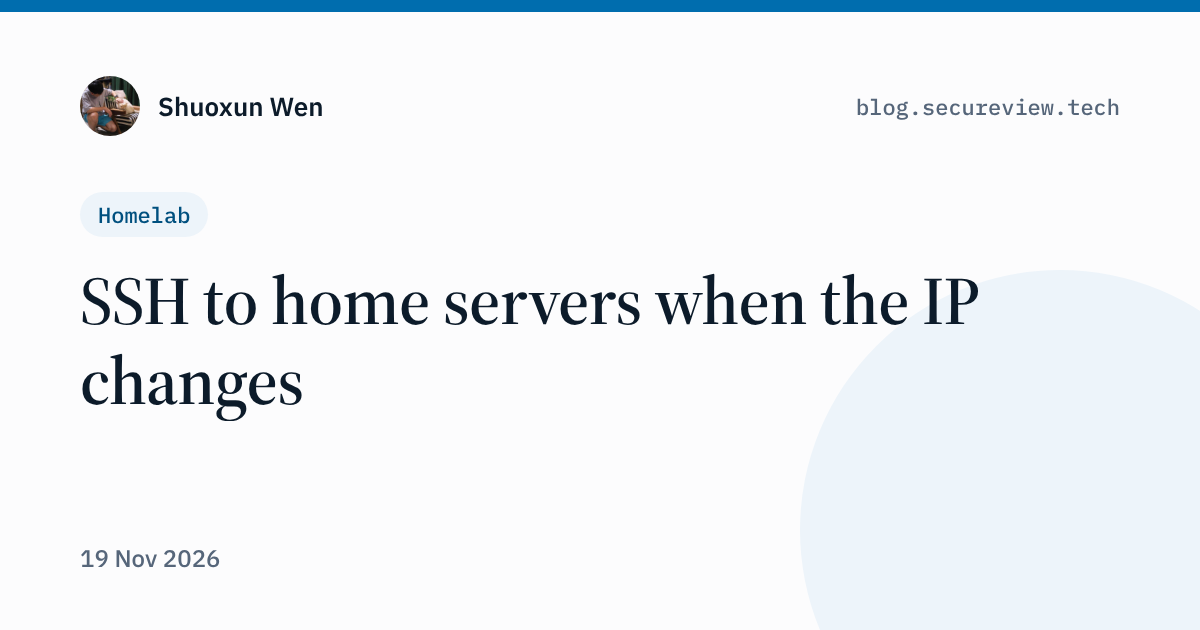 Shuoxun Wen
blog.secureview.tech
Homelab
SSH to home servers when the IP
changes
19 Nov 2026